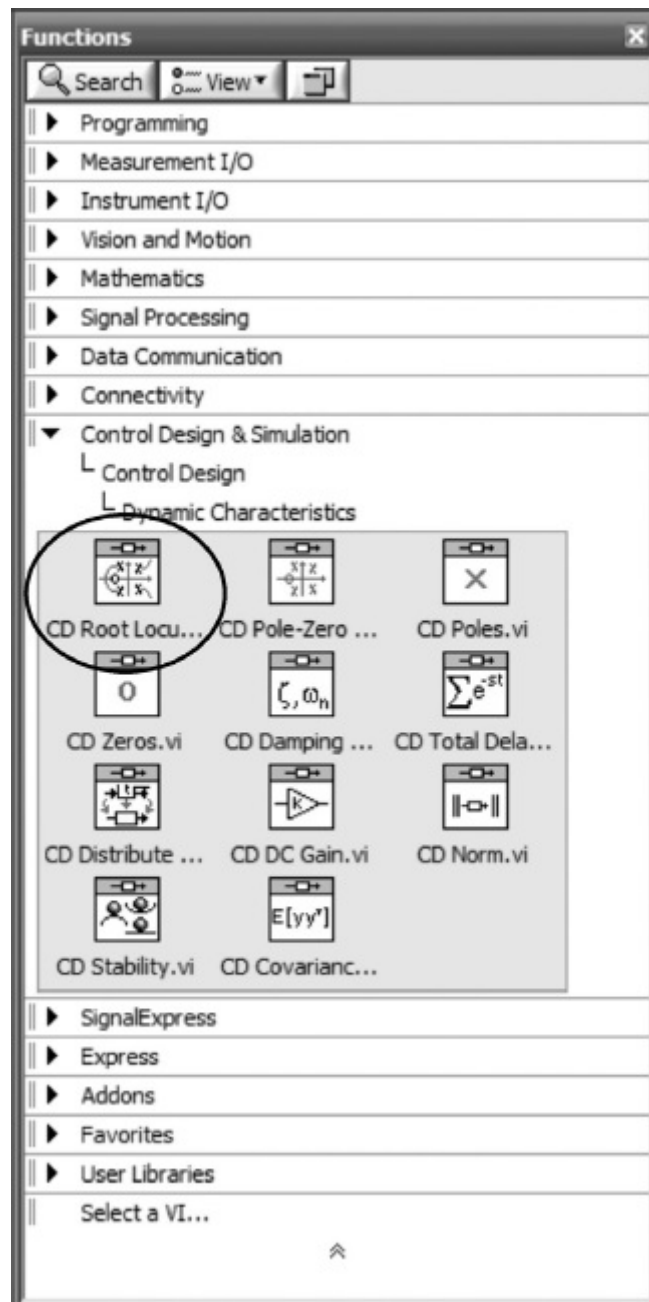 Functions
Search View
Programming
Measurement I/O
Instrument I/O
Vision and Motion
Mathematics
Signal Processing
Data Communication
Connectivity
Control Design & Simulation
Control Design
Dynamic Characteristics
CD Root Locu... CD Pole-Zero ... CD Poles.vi
ζ,ωn ∑e^-st
CD Zeros.vi CD Damping ... CD Total Dela...
K
CD Distribute ... CD DC Gain.vi CD Norm.vi
E[yyᵀ]
CD Stability.vi CD Covarianc...
SignalExpress
Express
Addons
Favorites
User Libraries
Select a VI...